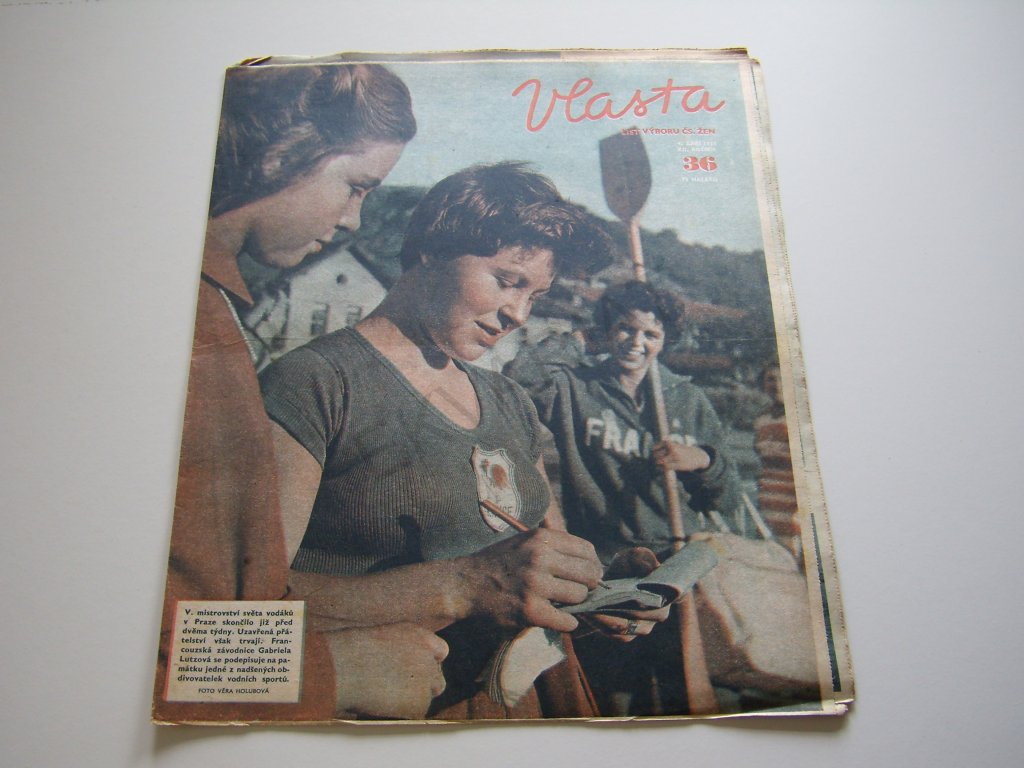 Vlasta
LIST VÝBORU ČS. ŽEN
36
FRANCE
V. mistrovství světa vodáků
v Praze skončilo již před
dvěma týdny. Uzavřená přá-
telství však trvají. Fran-
couzská závodnice Gabriela
Lutzová se podepisuje na pa-
mátku jedné z nadšených ob-
divovatelek vodních sportů.
FOTO VĚRA HOLUBOVÁ